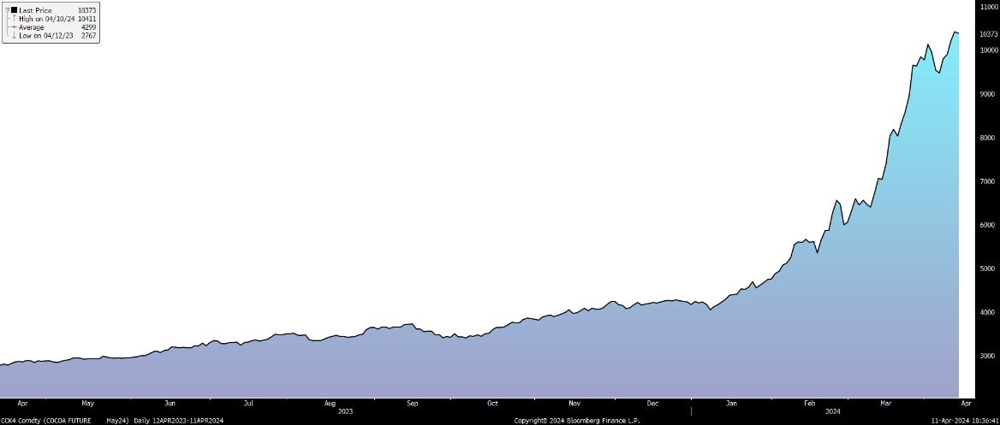 Last Price 10373
High on 04/10/24 10411
Average 4299
Low on 04/12/23 2767
11000
10373
10000
9000
8000
7000
6000
5000
4000
3000
Apr May Jun Jul Aug Sep Oct Nov Dec Jan Feb Mar Apr
2023 2024
CCK4 Comdty (COCOA FUTURE May24) Daily 12APR2023-11APR2024 Copyright© 2024 Bloomberg Finance L.P. 11-Apr-2024 18:36:41